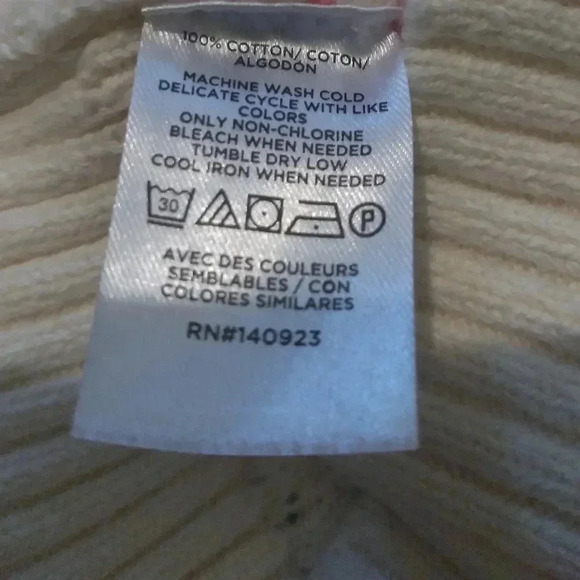 100% COTTON/ COTON/
ALGODÓN
MACHINE WASH COLD
DELICATE CYCLE WITH LIKE
COLORS
ONLY NON-CHLORINE
BLEACH WHEN NEEDED
TUMBLE DRY LOW
COOL IRON WHEN NEEDED
30 P
AVEC DES COULEURS
SEMBLABLES / CON
COLORES SIMILARES
RN#140923